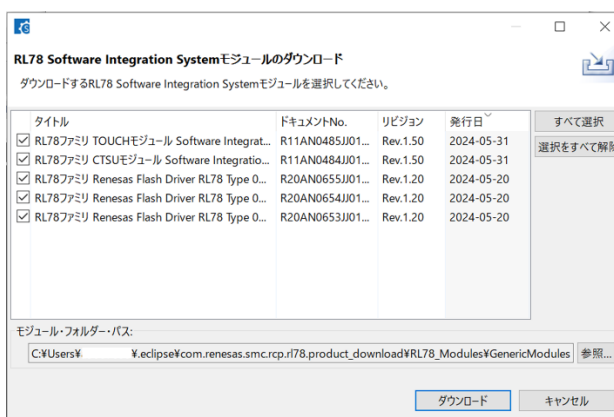 RL78 Software Integration Systemモジュールのダウンロード
ダウンロードするRL78 Software Integration Systemモジュールを選択してください。
タイトル ドキュメントNo. リビジョン 発行日 すべて選択
RL78ファミリ TOUCHモジュール Software Integrat... R11AN0485JJ01... Rev.1.50 2024-05-31 選択をすべて解除
RL78ファミリ CTSUモジュール Software Integratio... R11AN0484JJ01... Rev.1.50 2024-05-31
RL78ファミリ Renesas Flash Driver RL78 Type 0... R20AN0655JJ01... Rev.1.20 2024-05-20
RL78ファミリ Renesas Flash Driver RL78 Type 0... R20AN0654JJ01... Rev.1.20 2024-05-20
RL78ファミリ Renesas Flash Driver RL78 Type 0... R20AN0653JJ01... Rev.1.20 2024-05-20
モジュール・フォルダー・パス:
C:¥Users¥ ¥.eclipse¥com.renesas.smc.rcp.rl78.product_download¥RL78_Modules¥GenericModules 参照...
ダウンロード キャンセル